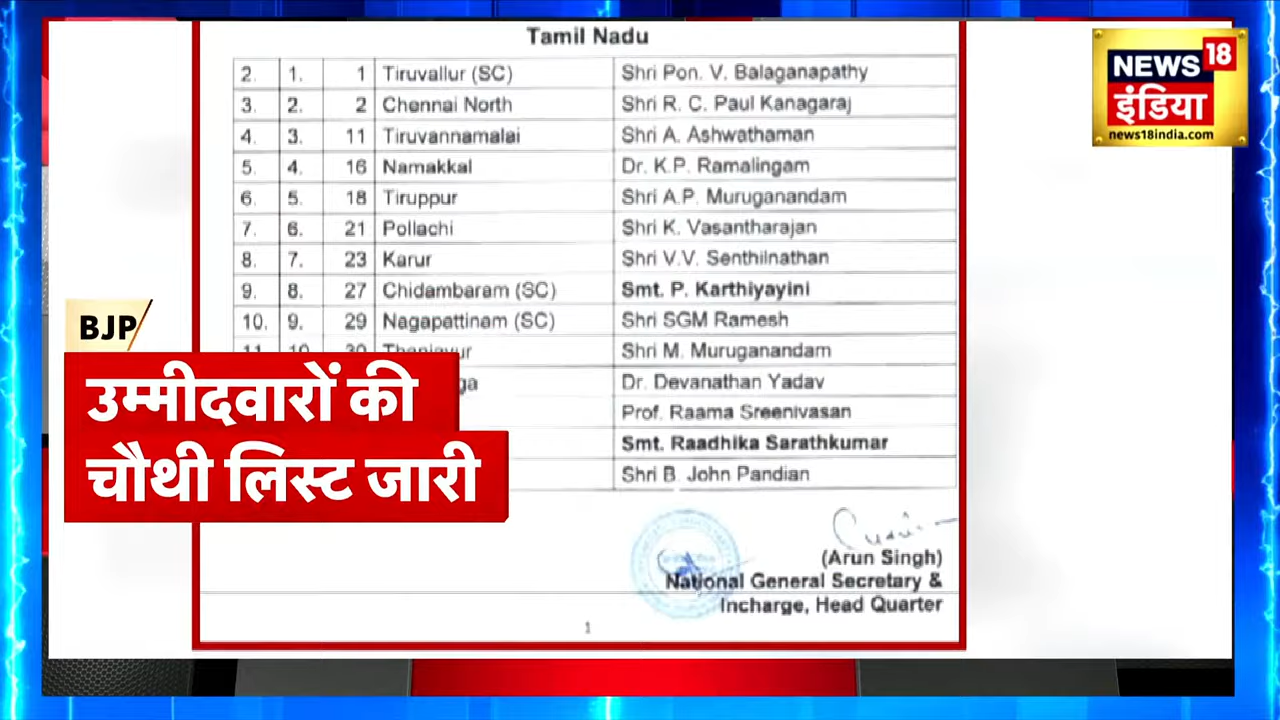 Tamil Nadu
2. 1. 1 Tiruvallur (SC) Shri Pon. V. Balaganapathy
3. 2. 2 Chennai North Shri R. C. Paul Kanagaraj
4. 3. 11 Tiruvannamalai Shri A. Ashwathaman
5. 4. 16 Namakkal Dr. K.P. Ramalingam
6. 5. 18 Tiruppur Shri A.P. Muruganandam
7. 6. 21 Pollachi Shri K. Vasantharajan
8. 7. 23 Karur Shri V.V. Senthilnathan
9. 8. 27 Chidambaram (SC) Smt. P. Karthiyayini
10. 9. 29 Nagapattinam (SC) Shri SGM Ramesh
Shri M. Muruganandam
Dr. Devanathan Yadav
Prof. Raama Sreenivasan
Smt. Raadhika Sarathkumar
Shri B. John Pandian
(Arun Singh)
National General Secretary &
Incharge, Head Quarter
1
BJP
उम्मीदवारों की
चौथी लिस्ट जारी
NEWS 18
इंडिया
news18india.com